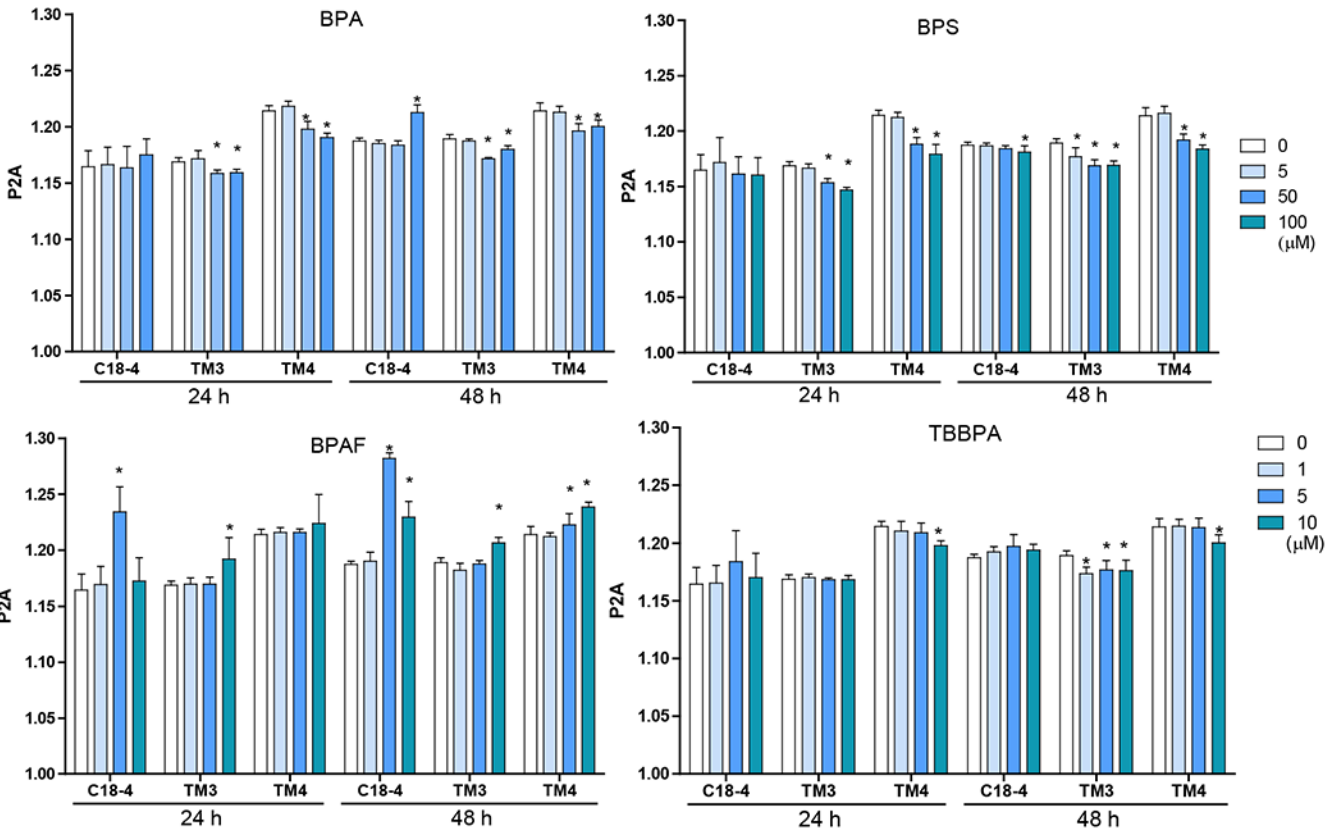 BPA
1.30
1.25
1.20
1.15
1.10
1.05
1.00
P2A
* * * * * * * * *
C18-4 TM3 TM4 C18-4 TM3 TM4
24 h 48 h
BPS
1.30
1.25
1.20
1.15
1.10
1.05
1.00
P2A
* * * * * * * * * *
C18-4 TM3 TM4 C18-4 TM3 TM4
24 h 48 h
0
5
50
100
(μM)
BPAF
1.30
1.25
1.20
1.15
1.10
1.05
1.00
P2A
* * * * * * *
C18-4 TM3 TM4 C18-4 TM3 TM4
24 h 48 h
TBBPA
1.30
1.25
1.20
1.15
1.10
1.05
1.00
P2A
* * * * *
C18-4 TM3 TM4 C18-4 TM3 TM4
24 h 48 h
0
1
5
10
(μM)